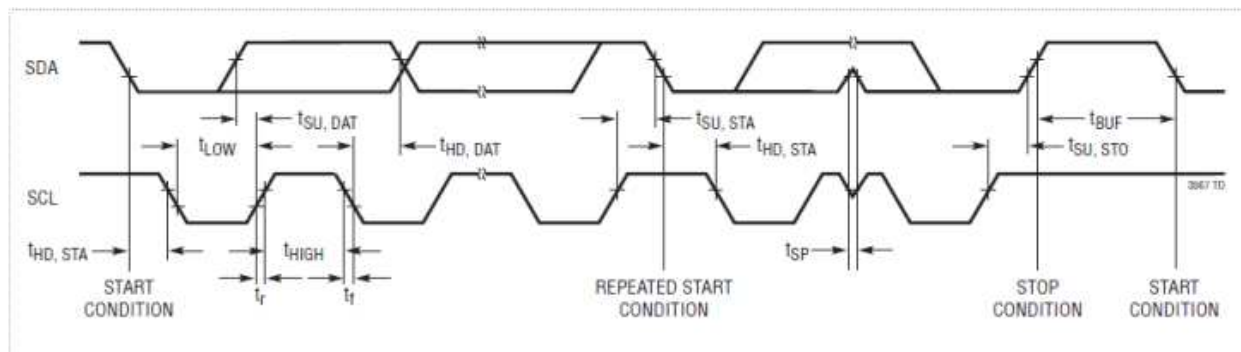 SDA
tSU, DAT
tLOW
tHD, DAT
tSU, STA
tHD, STA
tBUF
tSU, STO
SCL
3887 TD
tHD, STA
tHIGH
tSP
tr
tf
START
CONDITION
REPEATED START
CONDITION
STOP
CONDITION
START
CONDITION